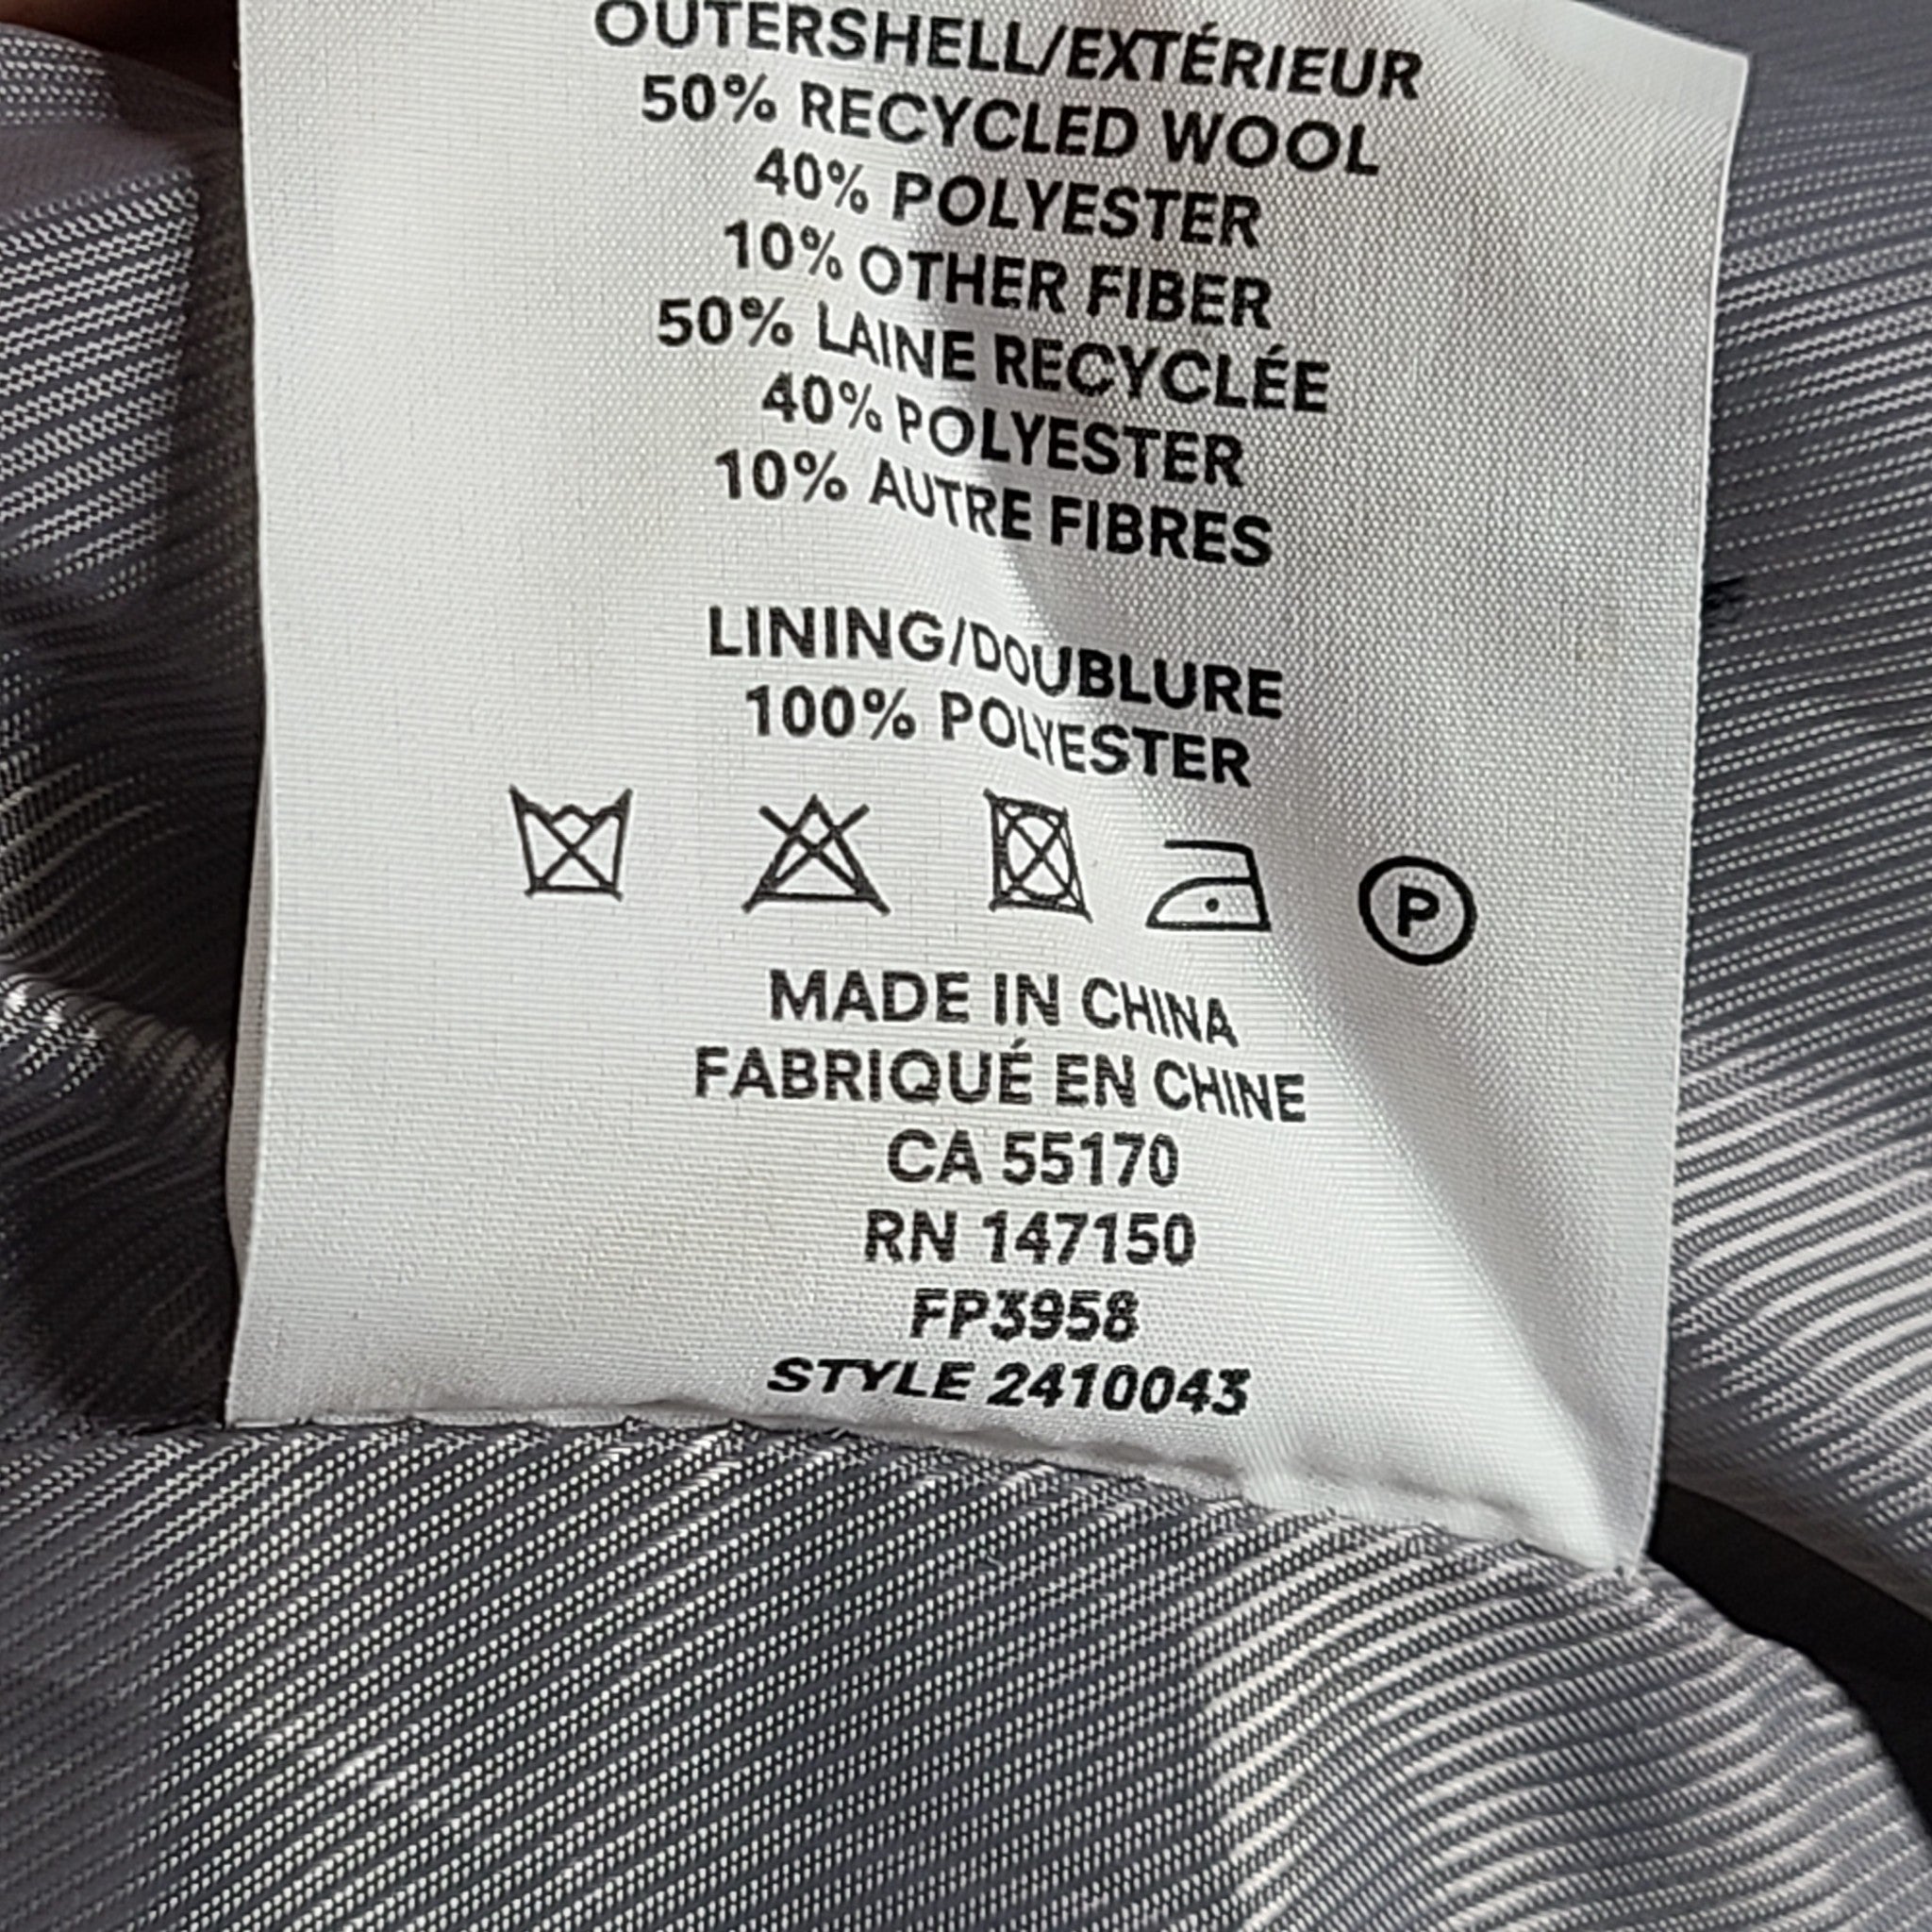 OUTERSHELL/EXTÉRIEUR
50% RECYCLED WOOL
40% POLYESTER
10% OTHER FIBER
50% LAINE RECYCLÉE
40% POLYESTER
10% AUTRE FIBRES
LINING/DOUBLURE
100% POLYESTER
P
MADE IN CHINA
FABRIQUÉ EN CHINE
CA 55170
RN 147150
FP3958
STYLE 2410043